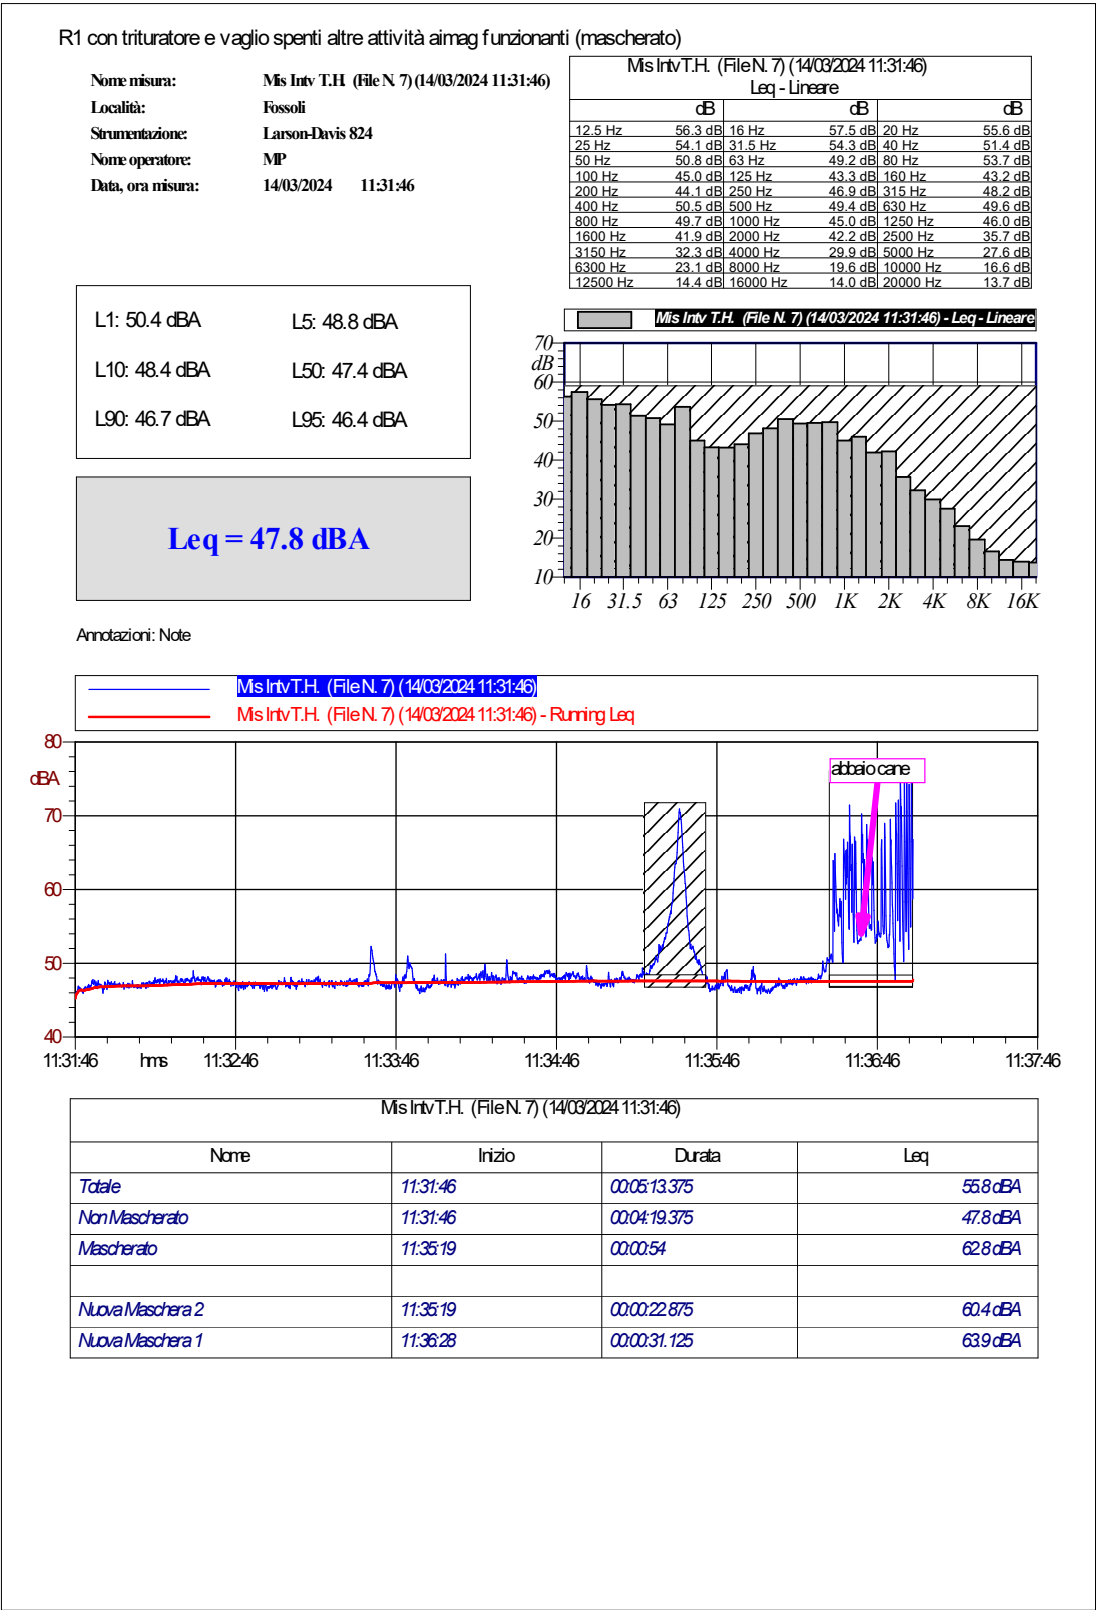 R1 con trituratore e vaglio spenti altre attività aimag funzionanti (mascherato)
Nome misura: Mis Intv T.H. (File N. 7) (14/03/2024 11:31:46)
Località: Fossoli
Strumentazione: Larson-Davis 824
Nome operatore: MP
Data, ora misura: 14/03/2024 11:31:46
Mis Intv T.H. (File N. 7) (14/03/2024 11:31:46)
Leq - Lineare
dB dB dB
12.5 Hz 56.3 dB 16 Hz 57.5 dB 20 Hz 55.6 dB
25 Hz 54.1 dB 31.5 Hz 54.3 dB 40 Hz 51.4 dB
50 Hz 50.8 dB 63 Hz 49.2 dB 80 Hz 53.7 dB
100 Hz 45.0 dB 125 Hz 43.3 dB 160 Hz 43.2 dB
200 Hz 44.1 dB 250 Hz 46.9 dB 315 Hz 48.2 dB
400 Hz 50.5 dB 500 Hz 49.4 dB 630 Hz 49.6 dB
800 Hz 49.7 dB 1000 Hz 45.0 dB 1250 Hz 46.0 dB
1600 Hz 41.9 dB 2000 Hz 42.2 dB 2500 Hz 35.7 dB
3150 Hz 32.3 dB 4000 Hz 29.9 dB 5000 Hz 27.6 dB
6300 Hz 23.1 dB 8000 Hz 19.6 dB 10000 Hz 16.6 dB
12500 Hz 14.4 dB 16000 Hz 14.0 dB 20000 Hz 13.7 dB
L1: 50.4 dBA L5: 48.8 dBA
L10: 48.4 dBA L50: 47.4 dBA
L90: 46.7 dBA L95: 46.4 dBA
Leq = 47.8 dBA
Mis Intv T.H. (File N. 7) (14/03/2024 11:31:46) - Leq - Lineare
70
dB
60
50
40
30
20
10
16 31.5 63 125 250 500 1K 2K 4K 8K 16K
Annotazioni: Note
Mis Intv T.H. (File N. 7) (14/03/2024 11:31:46)
Mis Intv T.H. (File N. 7) (14/03/2024 11:31:46) - Running Leq
80
dBA
70
60
50
40
abbaio cane
11:31:46 hms 11:32:46 11:33:46 11:34:46 11:35:46 11:36:46 11:37:46
Mis Intv T.H. (File N. 7) (14/03/2024 11:31:46)
Nome Inizio Durata Leq
Totale 11:31:46 00:05:13.375 55.8 dBA
Non Mascherato 11:31:46 00:04:19.375 47.8 dBA
Mascherato 11:35:19 00:00:54 62.8 dBA
Nuova Maschera 2 11:35:19 00:00:22.875 60.4 dBA
Nuova Maschera 1 11:36:28 00:00:31.125 63.9 dBA